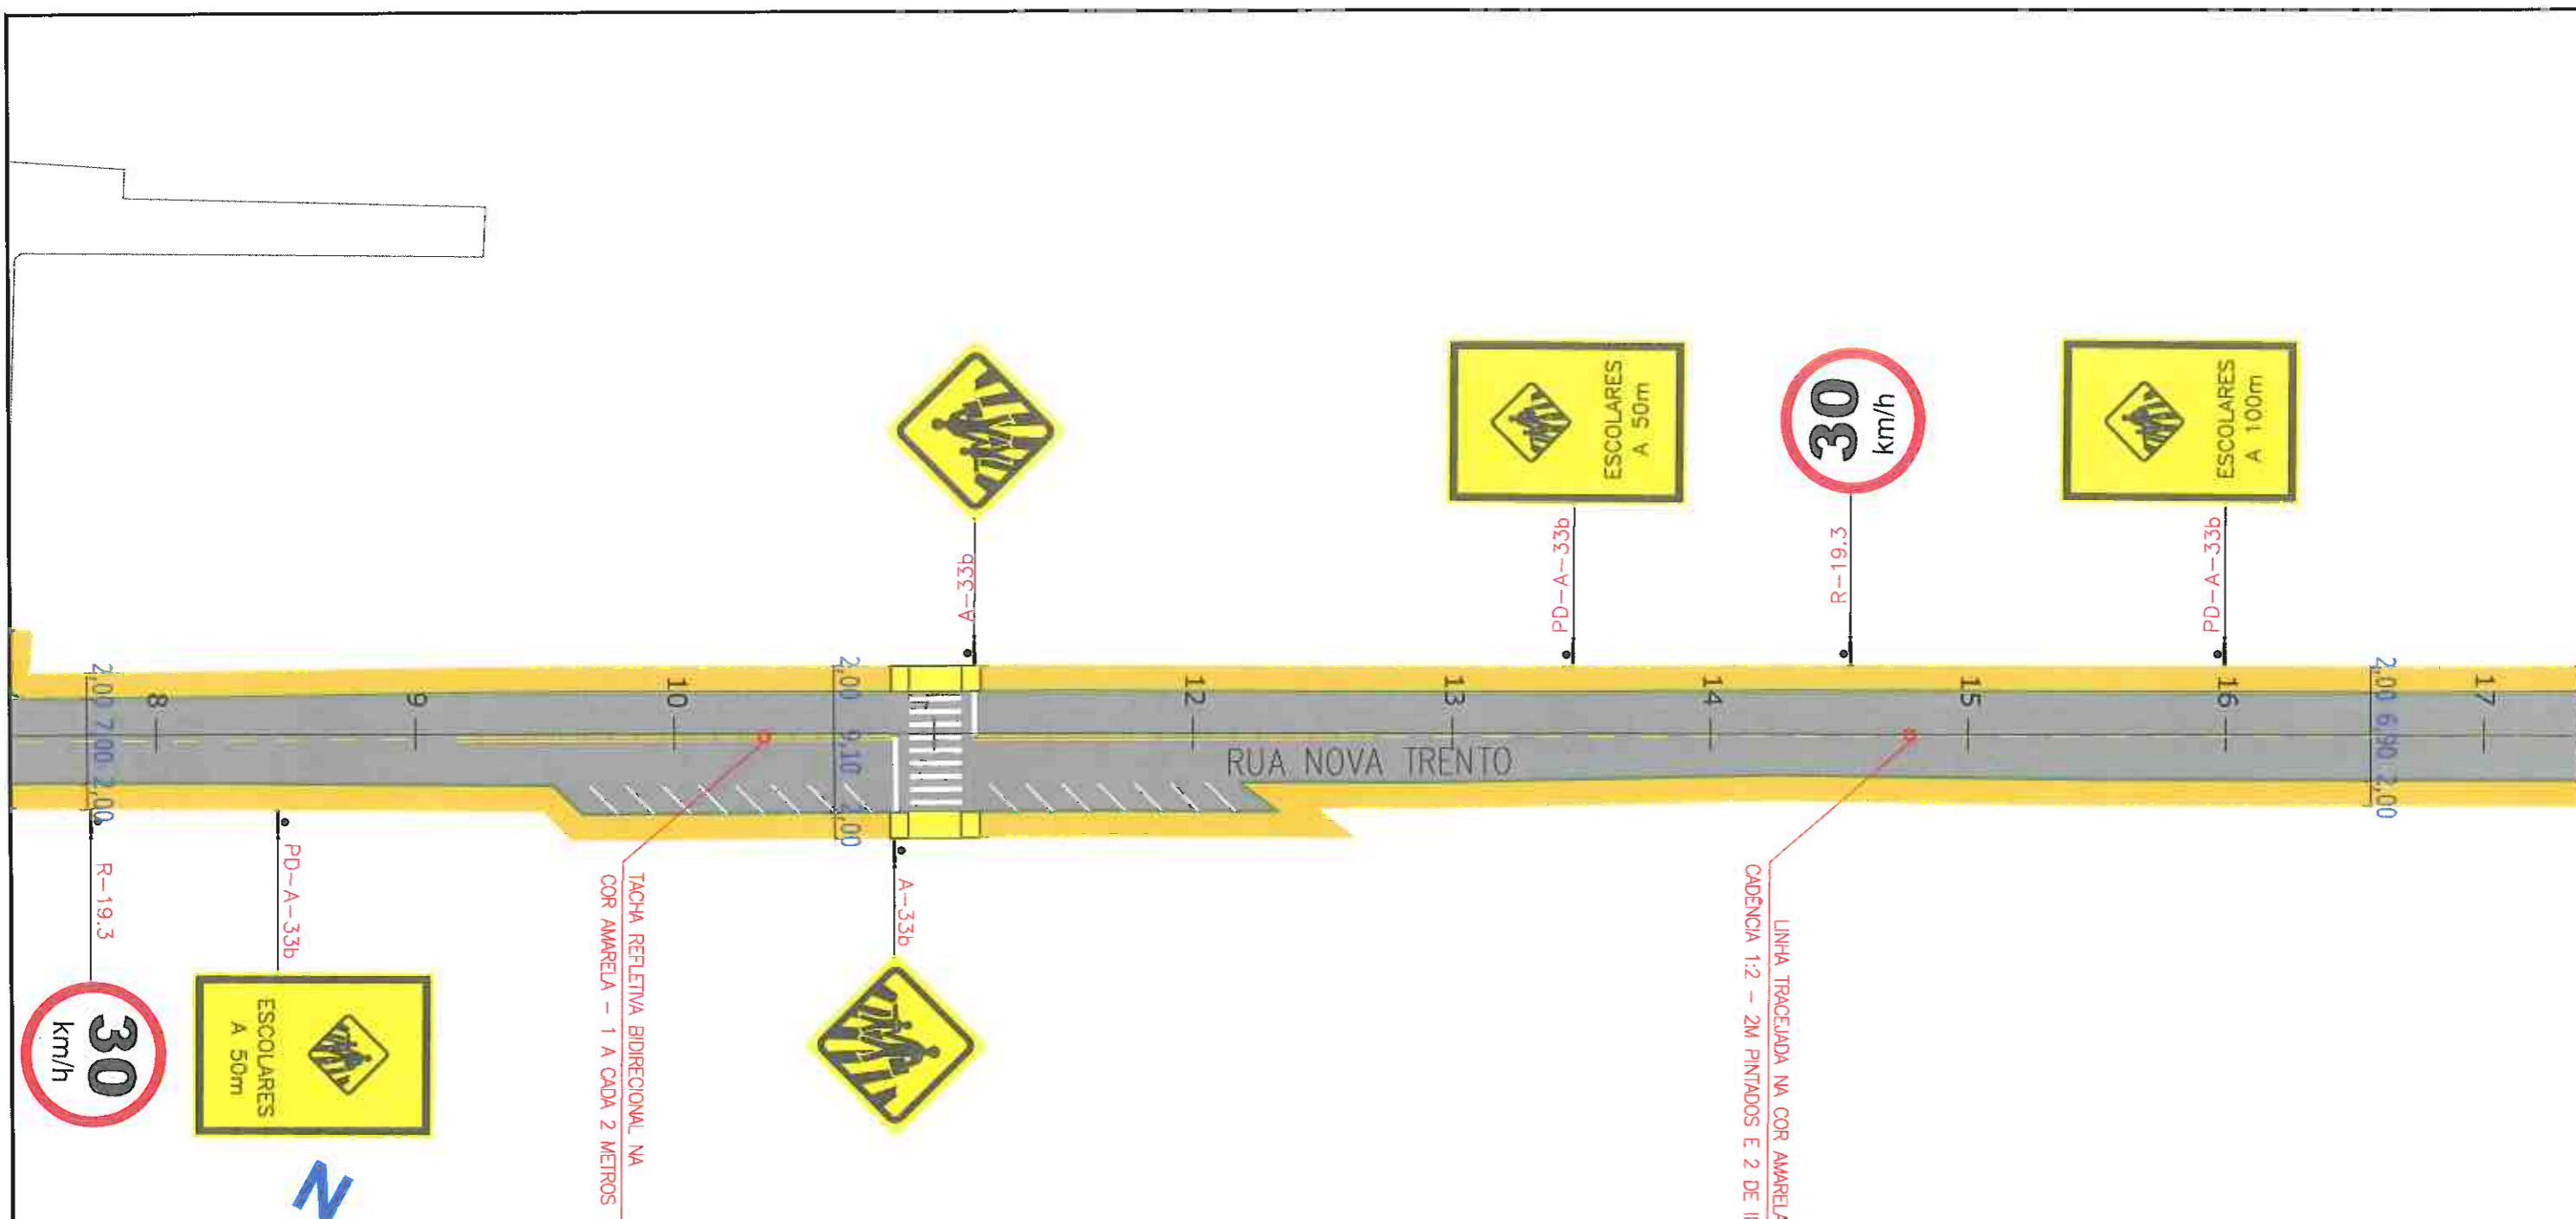 ESCOLARES
A 50m
30
km/h
ESCOLARES
A 100m
A-33b
PD-A-33b
R-19.3
PD-A-33b
2,00
7,00
2,00
8
9
10
2,00
9,10
2,00
12
13
14
15
16
2,00
6,90
2,00
17
RUA NOVA TRENTO
R-19.3
PD-A-33b
A-33b
30
km/h
ESCOLARES
A 50m
TACHA REFLETIVA BIDIRECIONAL NA
COR AMARELA - 1 A CADA 2 METROS
LINHA TRACEJADA NA COR AMARELA
CADÊNCIA 1:2 - 2M PINTADOS E 2 DE
N